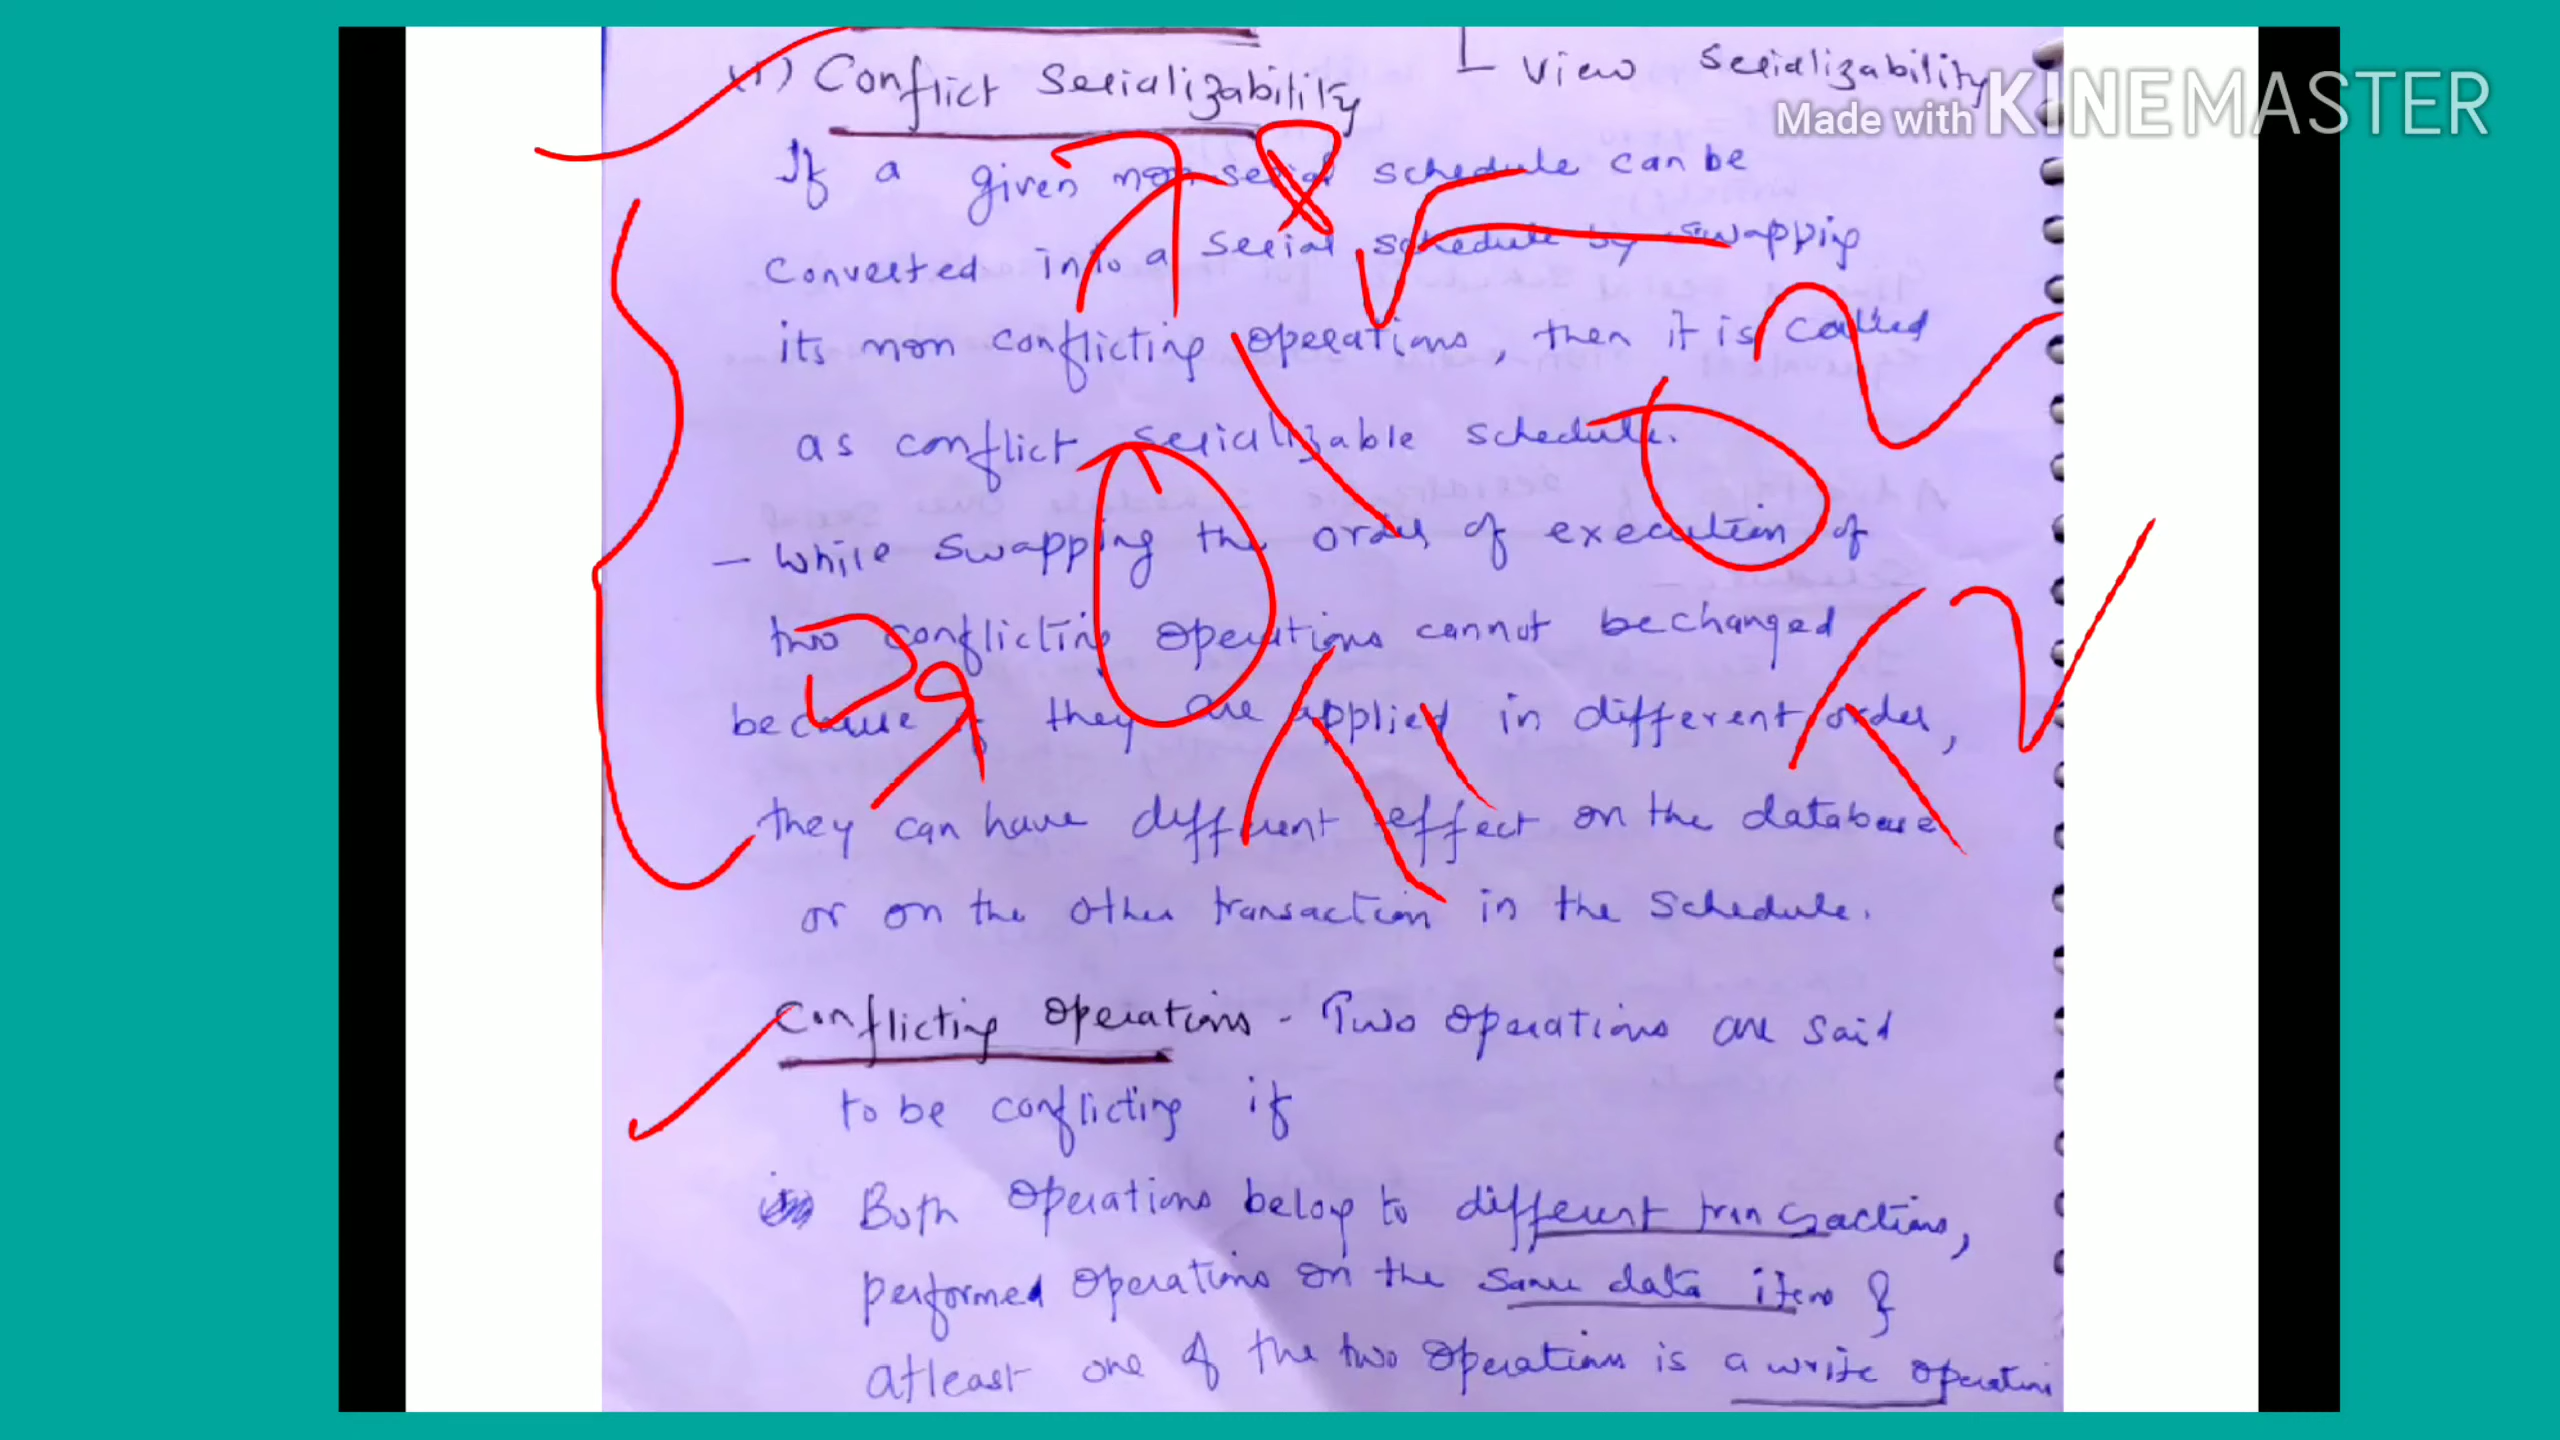 (1) Conflict Serializability
└ View Serializability
Made with KINEMASTER
If a given non-serial schedule can be
converted into a serial schedule by swapping
its non conflicting operations, then it is called
as conflict serializable schedule.
- While swapping the order of execution of
two conflicting operations cannot be changed
because if they are applied in different order,
they can have different effect on the database
or on the other transaction in the schedule.
Conflicting operations - Two operations are said
to be conflicting if
Both operations belong to different transactions,
performed operations on the same data item &
atleast one of the two operations is a write operation